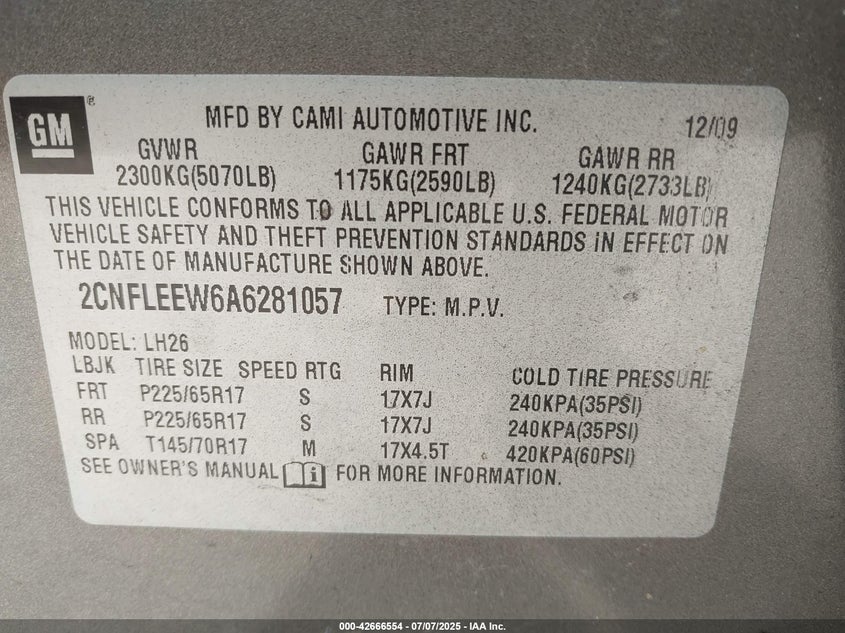 GM®
MFD BY CAMI AUTOMOTIVE INC. 12/09
GVWR GAWR FRT GAWR RR
2300KG(5070LB) 1175KG(2590LB) 1240KG(2733LB)
THIS VEHICLE CONFORMS TO ALL APPLICABLE U.S. FEDERAL MOTOR
VEHICLE SAFETY AND THEFT PREVENTION STANDARDS IN EFFECT ON
THE DATE OF MANUFACTURE SHOWN ABOVE.
2CNFLEEW6A6281057 TYPE: M.P.V.
MODEL: LH26
LBJK TIRE SIZE SPEED RTG RIM COLD TIRE PRESSURE
FRT P225/65R17 S 17X7J 240KPA(35PSI)
RR P225/65R17 S 17X7J 240KPA(35PSI)
SPA T145/70R17 M 17X4.5T 420KPA(60PSI)
SEE OWNER'S MANUAL i FOR MORE INFORMATION.
000-42666554 / 07/07/2025 - IAA Inc.